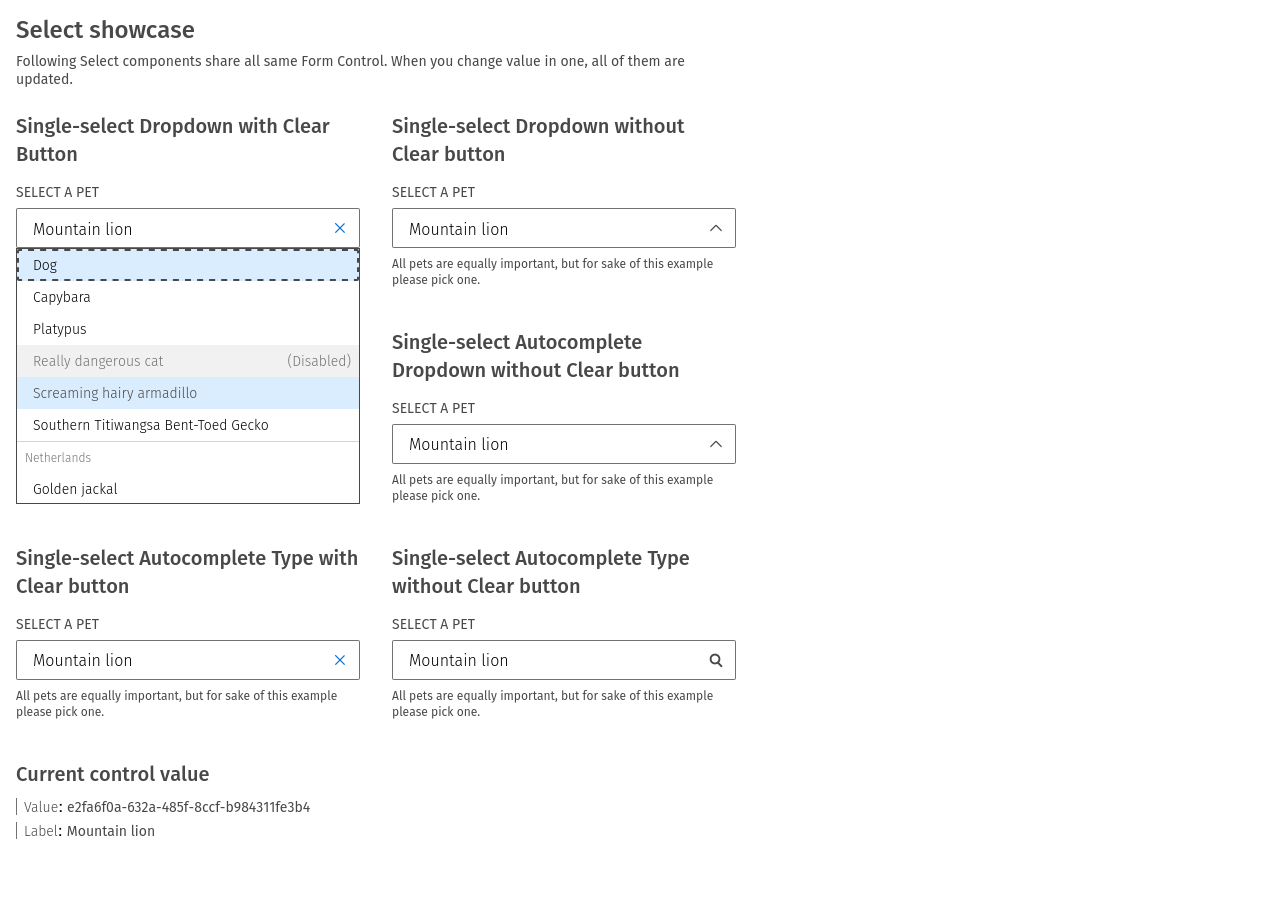 Select showcase
Following Select components share all same Form Control. When you change value in one, all of them are
updated.
Single-select Dropdown with Clear
Button
SELECT A PET
Mountain lion
Dog
Capybara
Platypus
Really dangerous cat (Disabled)
Screaming hairy armadillo
Southern Titiwangsa Bent-Toed Gecko
Netherlands
Golden jackal
Single-select Dropdown without
Clear button
SELECT A PET
Mountain lion
All pets are equally important, but for sake of this example
please pick one.
Single-select Autocomplete
Dropdown without Clear button
SELECT A PET
Mountain lion
All pets are equally important, but for sake of this example
please pick one.
Single-select Autocomplete Type with
Clear button
SELECT A PET
Mountain lion
All pets are equally important, but for sake of this example
please pick one.
Single-select Autocomplete Type
without Clear button
SELECT A PET
Mountain lion
All pets are equally important, but for sake of this example
please pick one.
Current control value
Value: e2fa6f0a-632a-485f-8ccf-b984311fe3b4
Label: Mountain lion